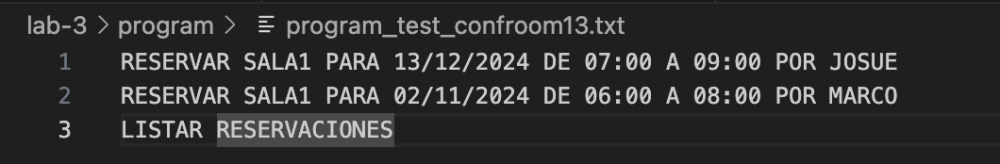 lab-3 > program > program_test_confroom13.txt
1 RESERVAR SALA1 PARA 13/12/2024 DE 07:00 A 09:00 POR JOSUE
2 RESERVAR SALA1 PARA 02/11/2024 DE 06:00 A 08:00 POR MARCO
3 LISTAR RESERVACIONES